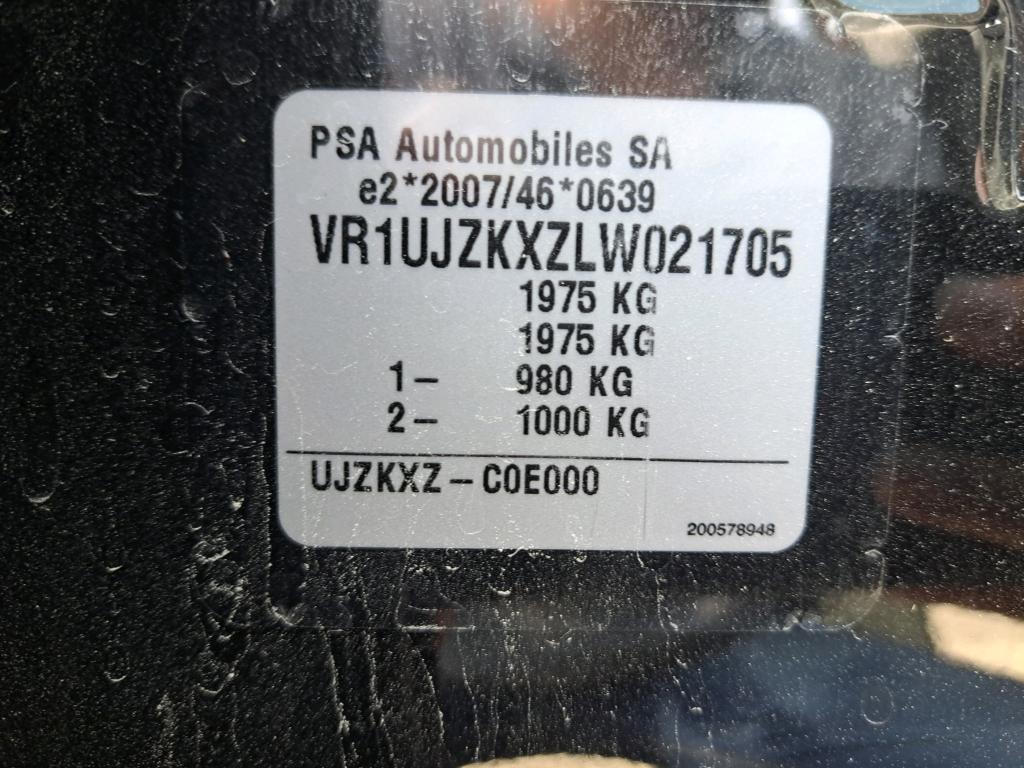 PSA Automobiles SA
e2*2007/46*0639
VR1UJZKXZLW021705
1975 KG
1975 KG
1- 980 KG
2- 1000 KG
UJZKXZ - C0E000
200578948